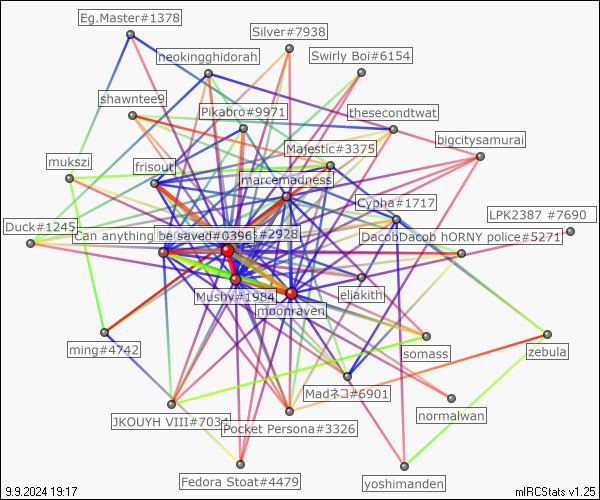 Eg.Master#1378
Silver#7938
neokingghidorah
Swirly Boi#6154
shawntee9
Pikabro#9971
thesecondtwat
Majestic#3375
bigcitysamurai
mukszi
frisout
marcemadness
Cypha#1717
LPK2387 #7690
Duck#1245
Can anything be saved#0396
#2928
DacobDacob hORNY police#5271
Mushy#1984
eliakith
moonraven
ming#4742
somass
zebula
Madネコ#6901
JKOUYH VIII#7034
Pocket Persona#3326
normalwan
Fedora Stoat#4479
yoshimanden
9.9.2024 19:17
mIRCStats v1.25